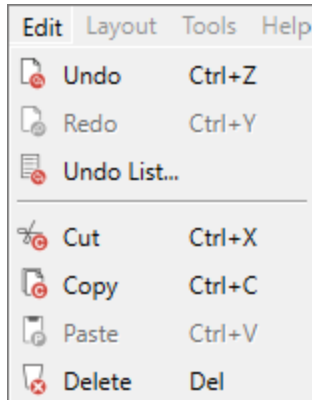 Edit Layout Tools Help
Undo Ctrl+Z
Redo Ctrl+Y
Undo List...
Cut Ctrl+X
Copy Ctrl+C
Paste Ctrl+V
Delete Del